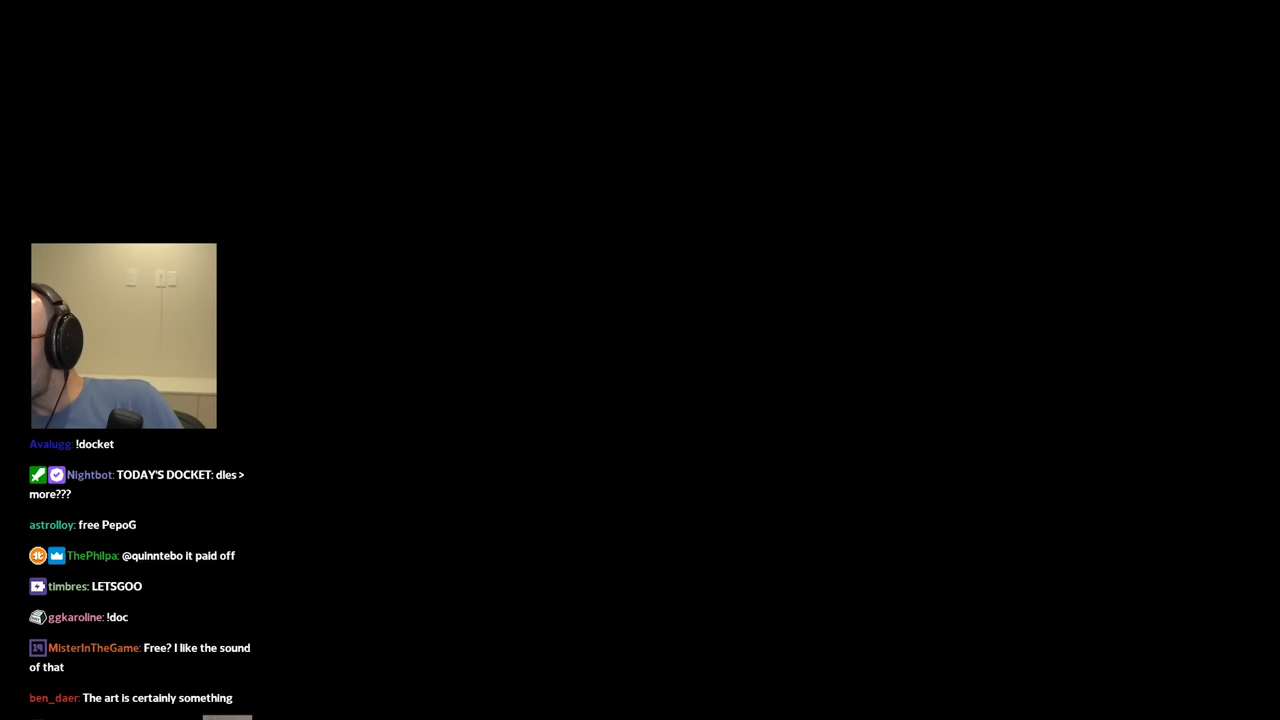 Avalugg: !docket
Nightbot: TODAY'S DOCKET: dles >
more???
astrolloy: free PepoG
ThePhilpa: @quinntebo it paid off
timbres: LETSGOO
ggkaroline: !doc
MisterInTheGame: Free? I like the sound
of that
ben_daer: The art is certainly something